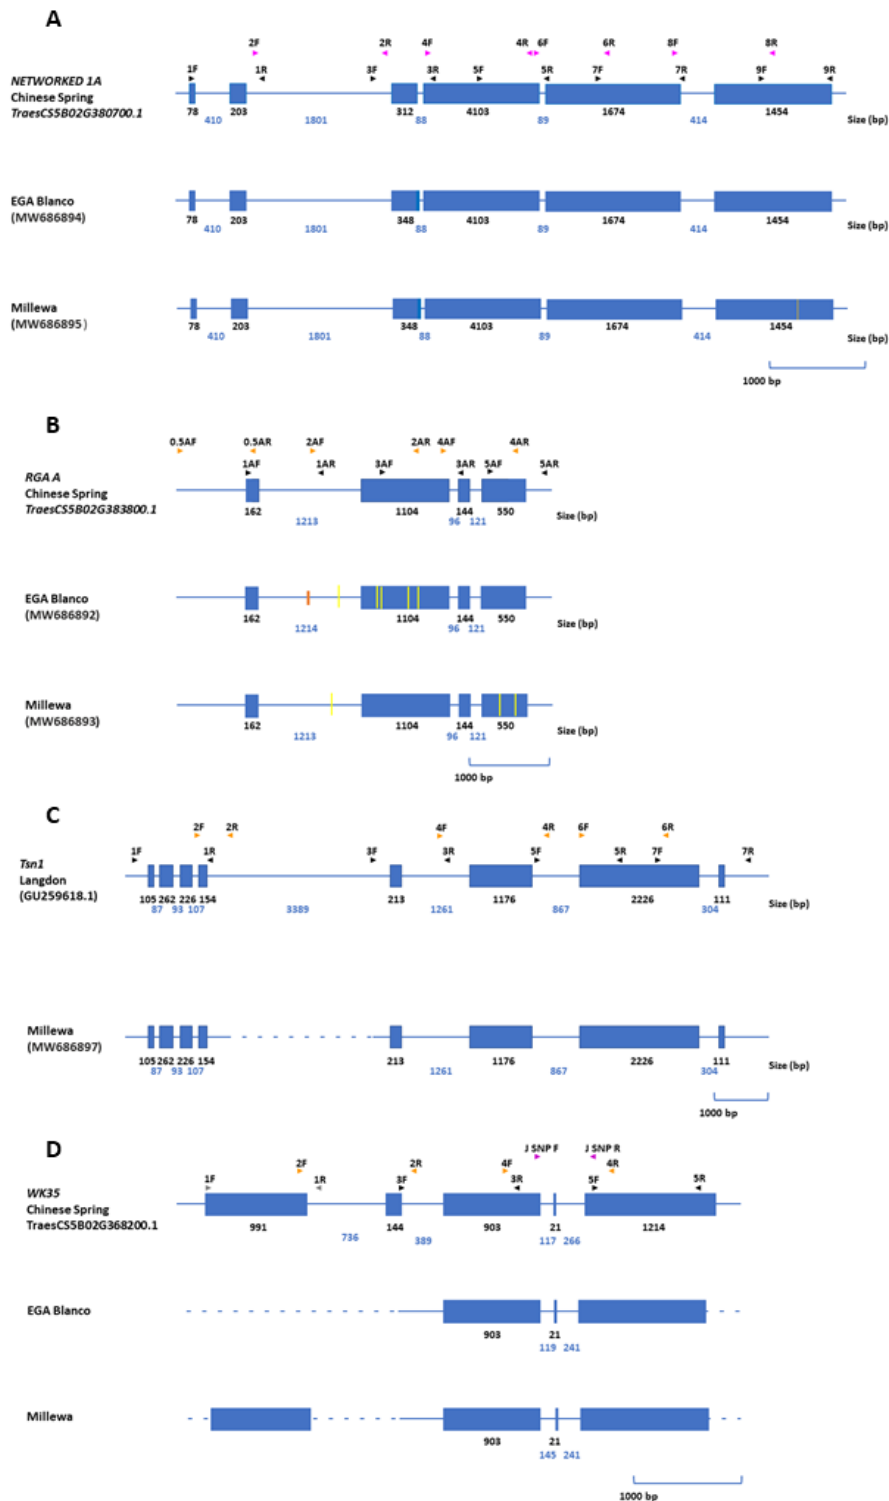 A
2F 2R 4F 4R 6F 6R 8F 8R
1F 1R 3F 3R 5F 5R 7F 7R 9F 9R
NETWORKED 1A
Chinese Spring
TraesCS5B02G380700.1
78 203 312 4103 1674 1454
410 1801 88 89 414
Size (bp)
EGA Blanco
(MW686894)
78 203 348 4103 1674 1454
410 1801 88 89 414
Size (bp)
Millewa
(MW686895)
78 203 348 4103 1674 1454
410 1801 88 89 414
Size (bp)
1000 bp
B
0.5AF 0.5AR 2AF 2AR 4AF 4AR
1AF 1AR 3AF 3AR 5AF 5AR
RGA A
Chinese Spring
TraesCS5B02G383800.1
162 1104 144 550
1213 96 121
Size (bp)
EGA Blanco
(MW686892)
162 1104 144 550
1214 96 121
Size (bp)
Millewa
(MW686893)
162 1104 144 550
1213 96 121
Size (bp)
1000 bp
C
2F 2R 4F 4R 6F 6R
1F 1R 3F 3R 5F 5R 7F 7R
Tsn1
Langdon
(GU259618.1)
105 262 226 154 213 1176 2226 111
87 93 107 3389 1261 867 304
Size (bp)
Millewa
(MW686897)
105 262 226 154 213 1176 2226 111
87 93 107 1261 867 304
Size (bp)
1000 bp
D
J SNP F J SNP R
2F 2R 4F 4R
1F 1R 3F 3R 5F 5R
WK35
Chinese Spring
TraesCS5B02G368200.1
991 144 903 21 1214
736 389 117 266
EGA Blanco
903 21
119 241
Millewa
903 21
145 241
1000 bp